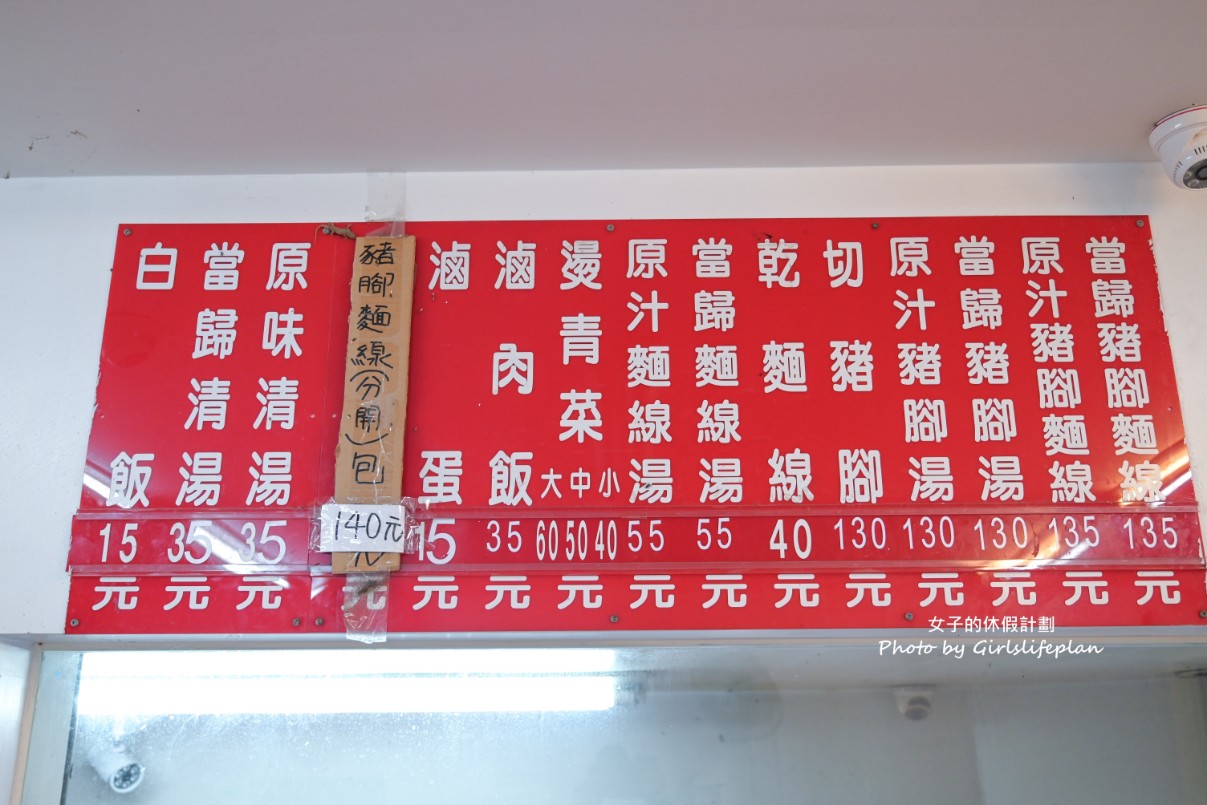 當歸豬腳麵線 135元
原汁豬腳麵線 135元
當歸豬腳湯 130元
原汁豬腳湯 130元
切豬腳 130元
乾麵線 40元
當歸麵線湯 55元
原汁麵線湯 55元
燙青菜 小40 中50 大60元
滷肉飯 35元
滷蛋 15元
豬腳麵線(分開)包 140元
原味清湯 35元
當歸清湯 35元
白飯 15元
女子的休假計劃
Photo by Girlslifeplan